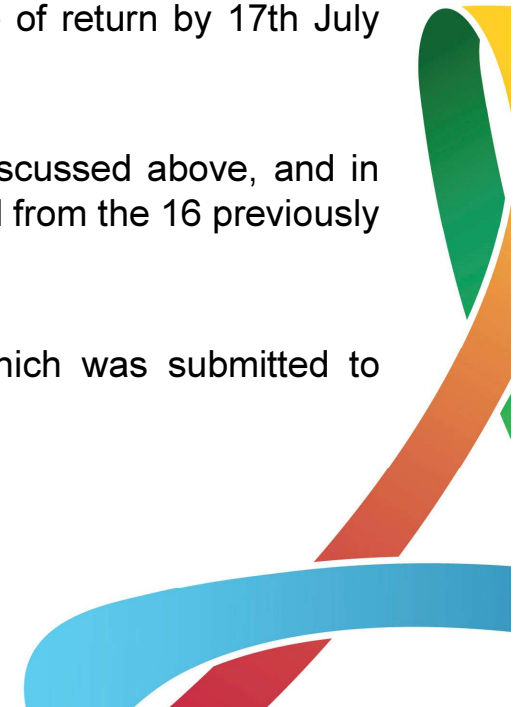 of return by 17th July
scussed above, and in
from the 16 previously
hich was submitted to